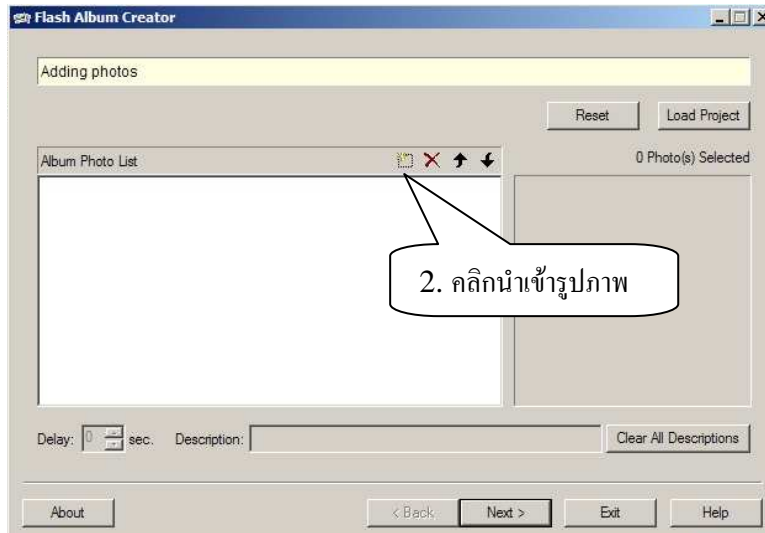 Flash Album Creator
Adding photos
Reset Load Project
Album Photo List 0 Photo(s) Selected
2. คลิกนำเข้ารูปภาพ
Delay: 0 sec. Description: Clear All Descriptions
About < Back Next > Exit Help